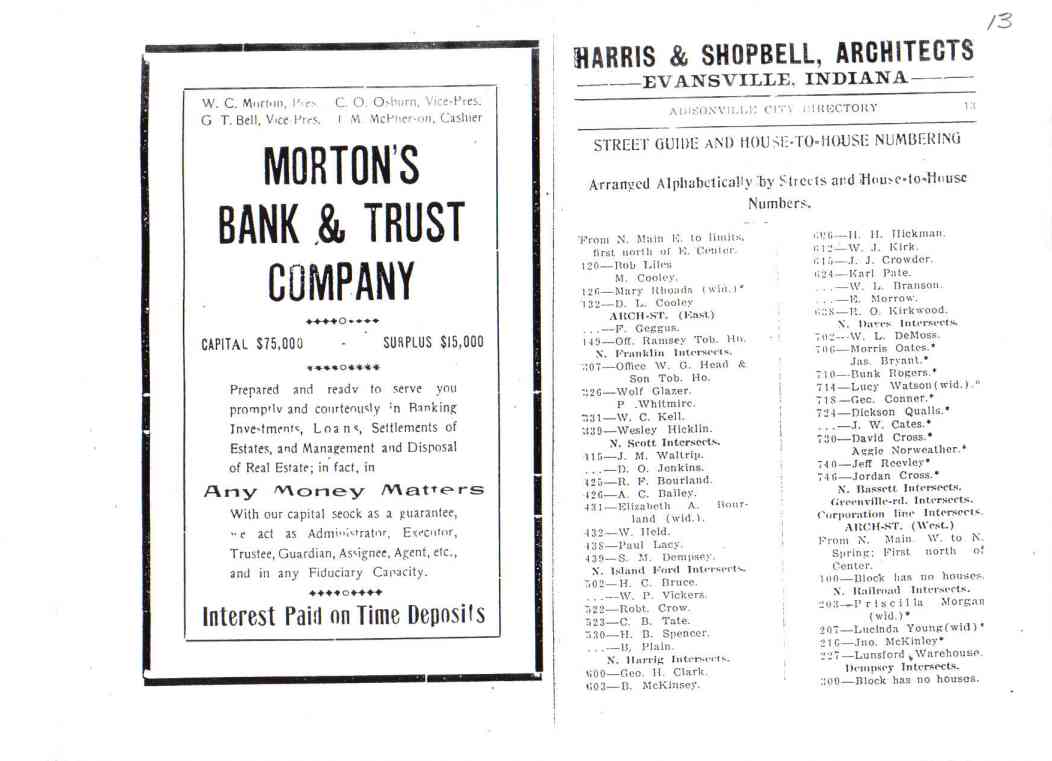 13
W. C. Morton, Pres. C. O. Osburn, Vice-Pres.
G. T. Bell, Vice Pres. I. M. McPherson, Cashier
MORTON'S
BANK & TRUST
COMPANY
CAPITAL $75,000 - SURPLUS $15,000
Prepared and ready to serve you
promptly and courteously in Banking
Investments, Loans, Settlements of
Estates, and Management and Disposal
of Real Estate; in fact, in
Any Money Matters
With our capital seock as a guarantee,
we act as Administrator, Executor,
Trustee, Guardian, Assignee, Agent, etc.,
and in any Fiduciary Capacity.
Interest Paid on Time Deposits
HARRIS & SHOPBELL, ARCHITECTS
EVANSVILLE, INDIANA
ADISONVILLE CITY DIRECTORY 13
STREET GUIDE AND HOUSE-TO-HOUSE NUMBERING
Arranged Alphabetically by Streets and House-to-House
Numbers.
From N. Main E. to limits,
first north of E. Center.
120—Bob Liles
M. Cooley.
126—Mary Rhoads (wid.)*
132—D. L. Cooley
ARCH-ST. (East)
...—F. Geggus.
149—Off. Ramsey Tob. Ho.
N. Franklin Intersects.
307—Office W. G. Head &
Son Tob. Ho.
326—Wolf Glazer.
P .Whitmire.
331—W. C. Kell.
339—Wesley Hicklin.
N. Scott Intersects.
415—J. M. Waltrip.
...—D. O. Jenkins.
425—R. F. Bourland.
426—A. C. Bailey.
431—Elizabeth A. Bour-
land (wid.).
432—W. Held.
438—Paul Lacy.
439—S. M. Dempsey.
N. Island Ford Intersects.
502—H. C. Bruce.
...—W. P. Vickers.
522—Robt. Crow.
523—C. B. Tate.
530—H. B. Spencer.
...—B. Plain.
N. Harrig Intersects.
600—Geo. H. Clark.
603—B. McKinsey.
606—H. H. Hickman.
612—W. J. Kirk.
615—J. J. Crowder.
624—Karl Pate.
...—W. L. Branson.
...—E. Morrow.
628—R. O. Kirkwood.
N. Daves Intersects.
702—W. L. DeMoss.
706—Morris Oates.*
Jas. Bryant.*
710—Bunk Rogers.*
714—Lucy Watson(wid.).*
718—Geo. Conner.*
724—Dickson Qualls.*
...—J. W. Cates.*
730—David Cross.*
Aggie Norweather.*
740—Jeff Reevley*
746—Jordan Cross.*
N. Bassett Intersects.
Greenville-rd. Intersects.
Corporation line Intersects.
ARCH-ST. (West.)
From N. Main. W. to N.
Spring; First north of
Center.
100—Block has no houses.
N. Railroad Intersects.
203—Priscilla Morgan
(wid.)*
207—Lucinda Young(wid)*
216—Jno. McKinley*
227—Lunsford Warehouse.
Dempsey Intersects.
300—Block has no houses.